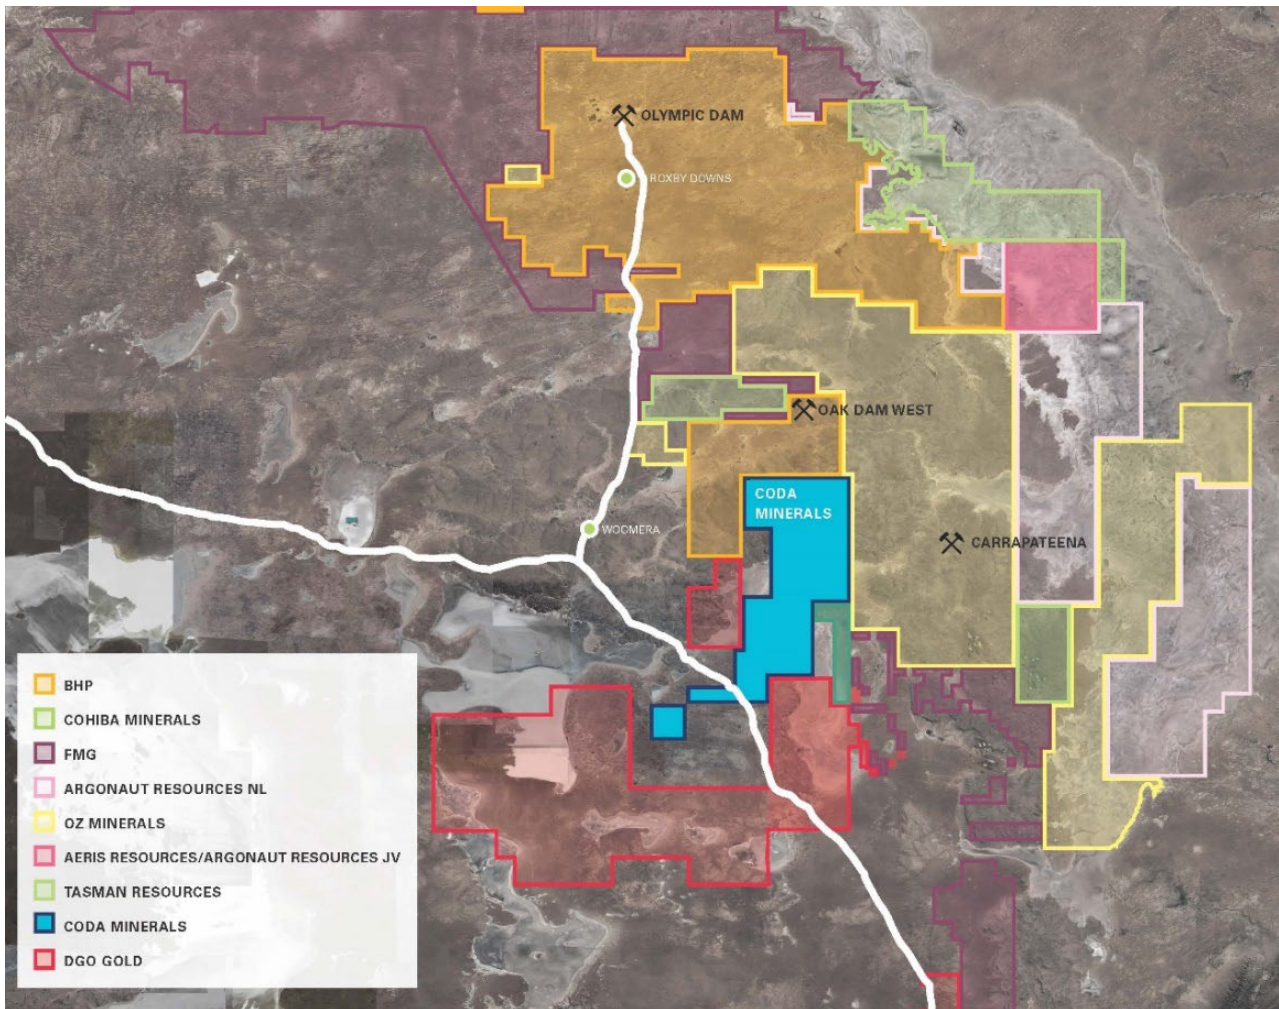 OLYMPIC DAM
ROXBY DOWNS
OAK DAM WEST
CODA
MINERALS
WOOMERA
CARRAPATEENA
BHP
COHIBA MINERALS
FMG
ARGONAUT RESOURCES NL
OZ MINERALS
AERIS RESOURCES/ARGONAUT RESOURCES JV
TASMAN RESOURCES
CODA MINERALS
DGO GOLD